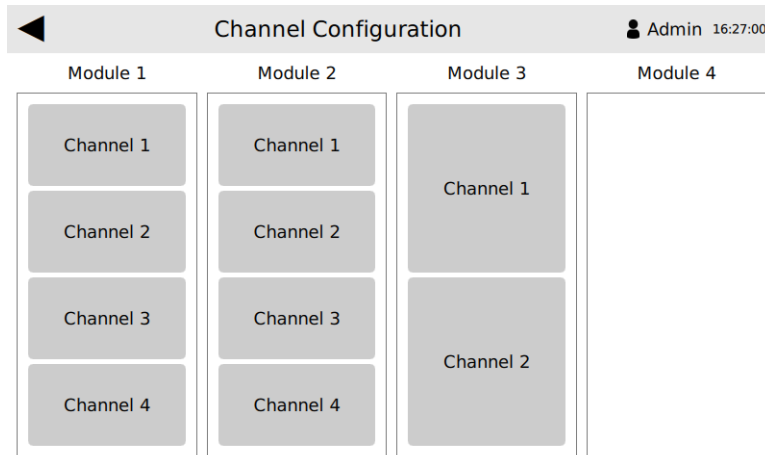 Channel Configuration
Admin 16:27:00
Module 1
Module 2
Module 3
Module 4
Channel 1
Channel 2
Channel 3
Channel 4
Channel 1
Channel 2
Channel 3
Channel 4
Channel 1
Channel 2